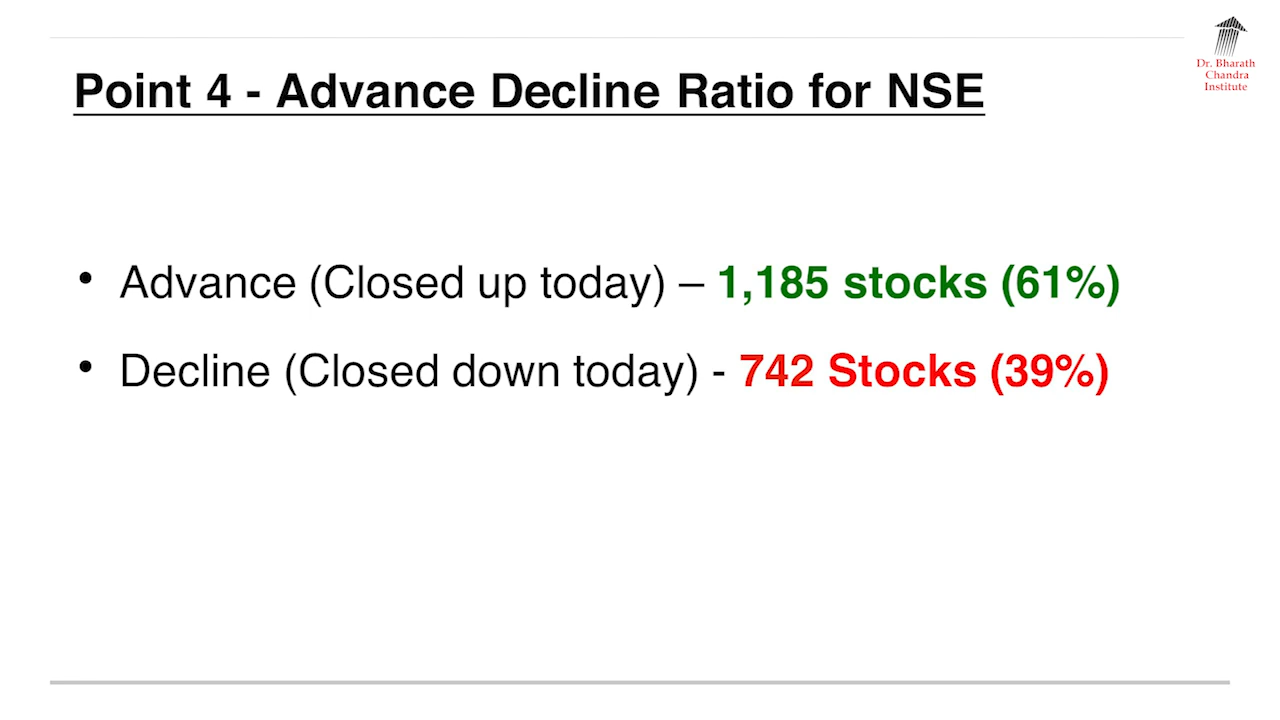 Dr. Bharath
Chandra
Institute
Point 4 - Advance Decline Ratio for NSE
• Advance (Closed up today) – 1,185 stocks (61%)
• Decline (Closed down today) - 742 Stocks (39%)